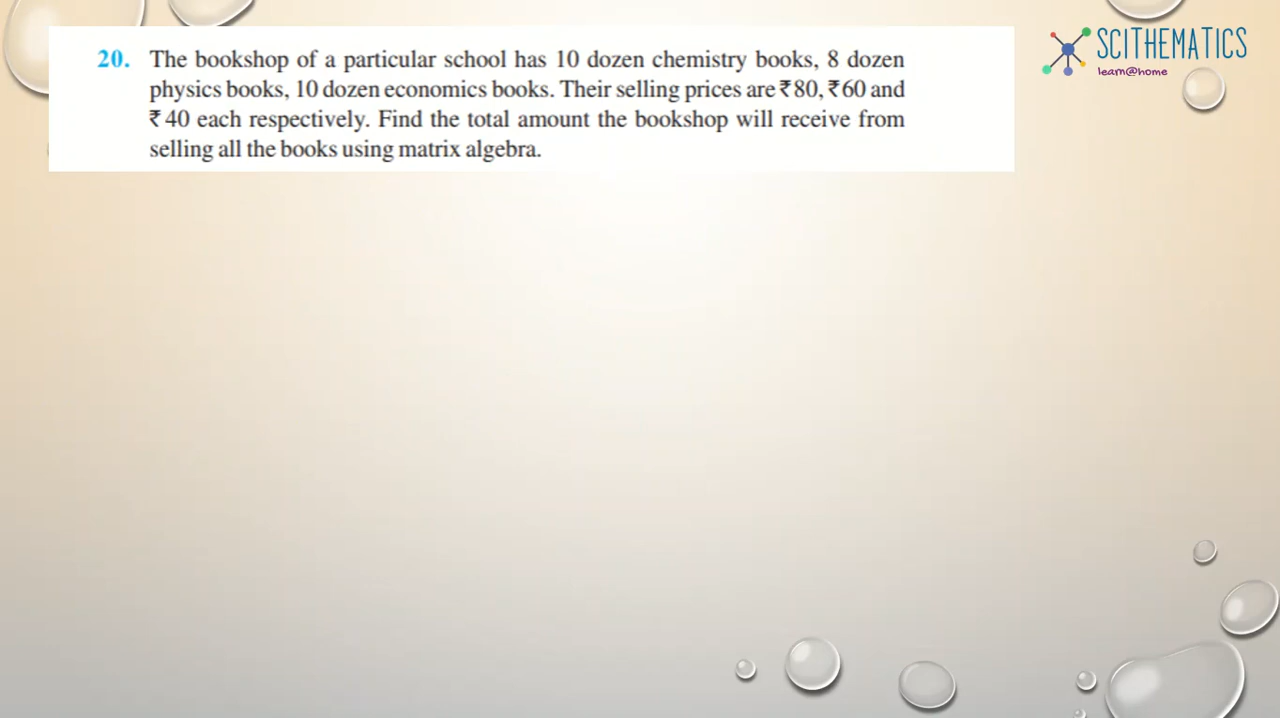 20. The bookshop of a particular school has 10 dozen chemistry books, 8 dozen
physics books, 10 dozen economics books. Their selling prices are ₹80, ₹60 and
₹40 each respectively. Find the total amount the bookshop will receive from
selling all the books using matrix algebra.
SCITHEMATICS
learn@home